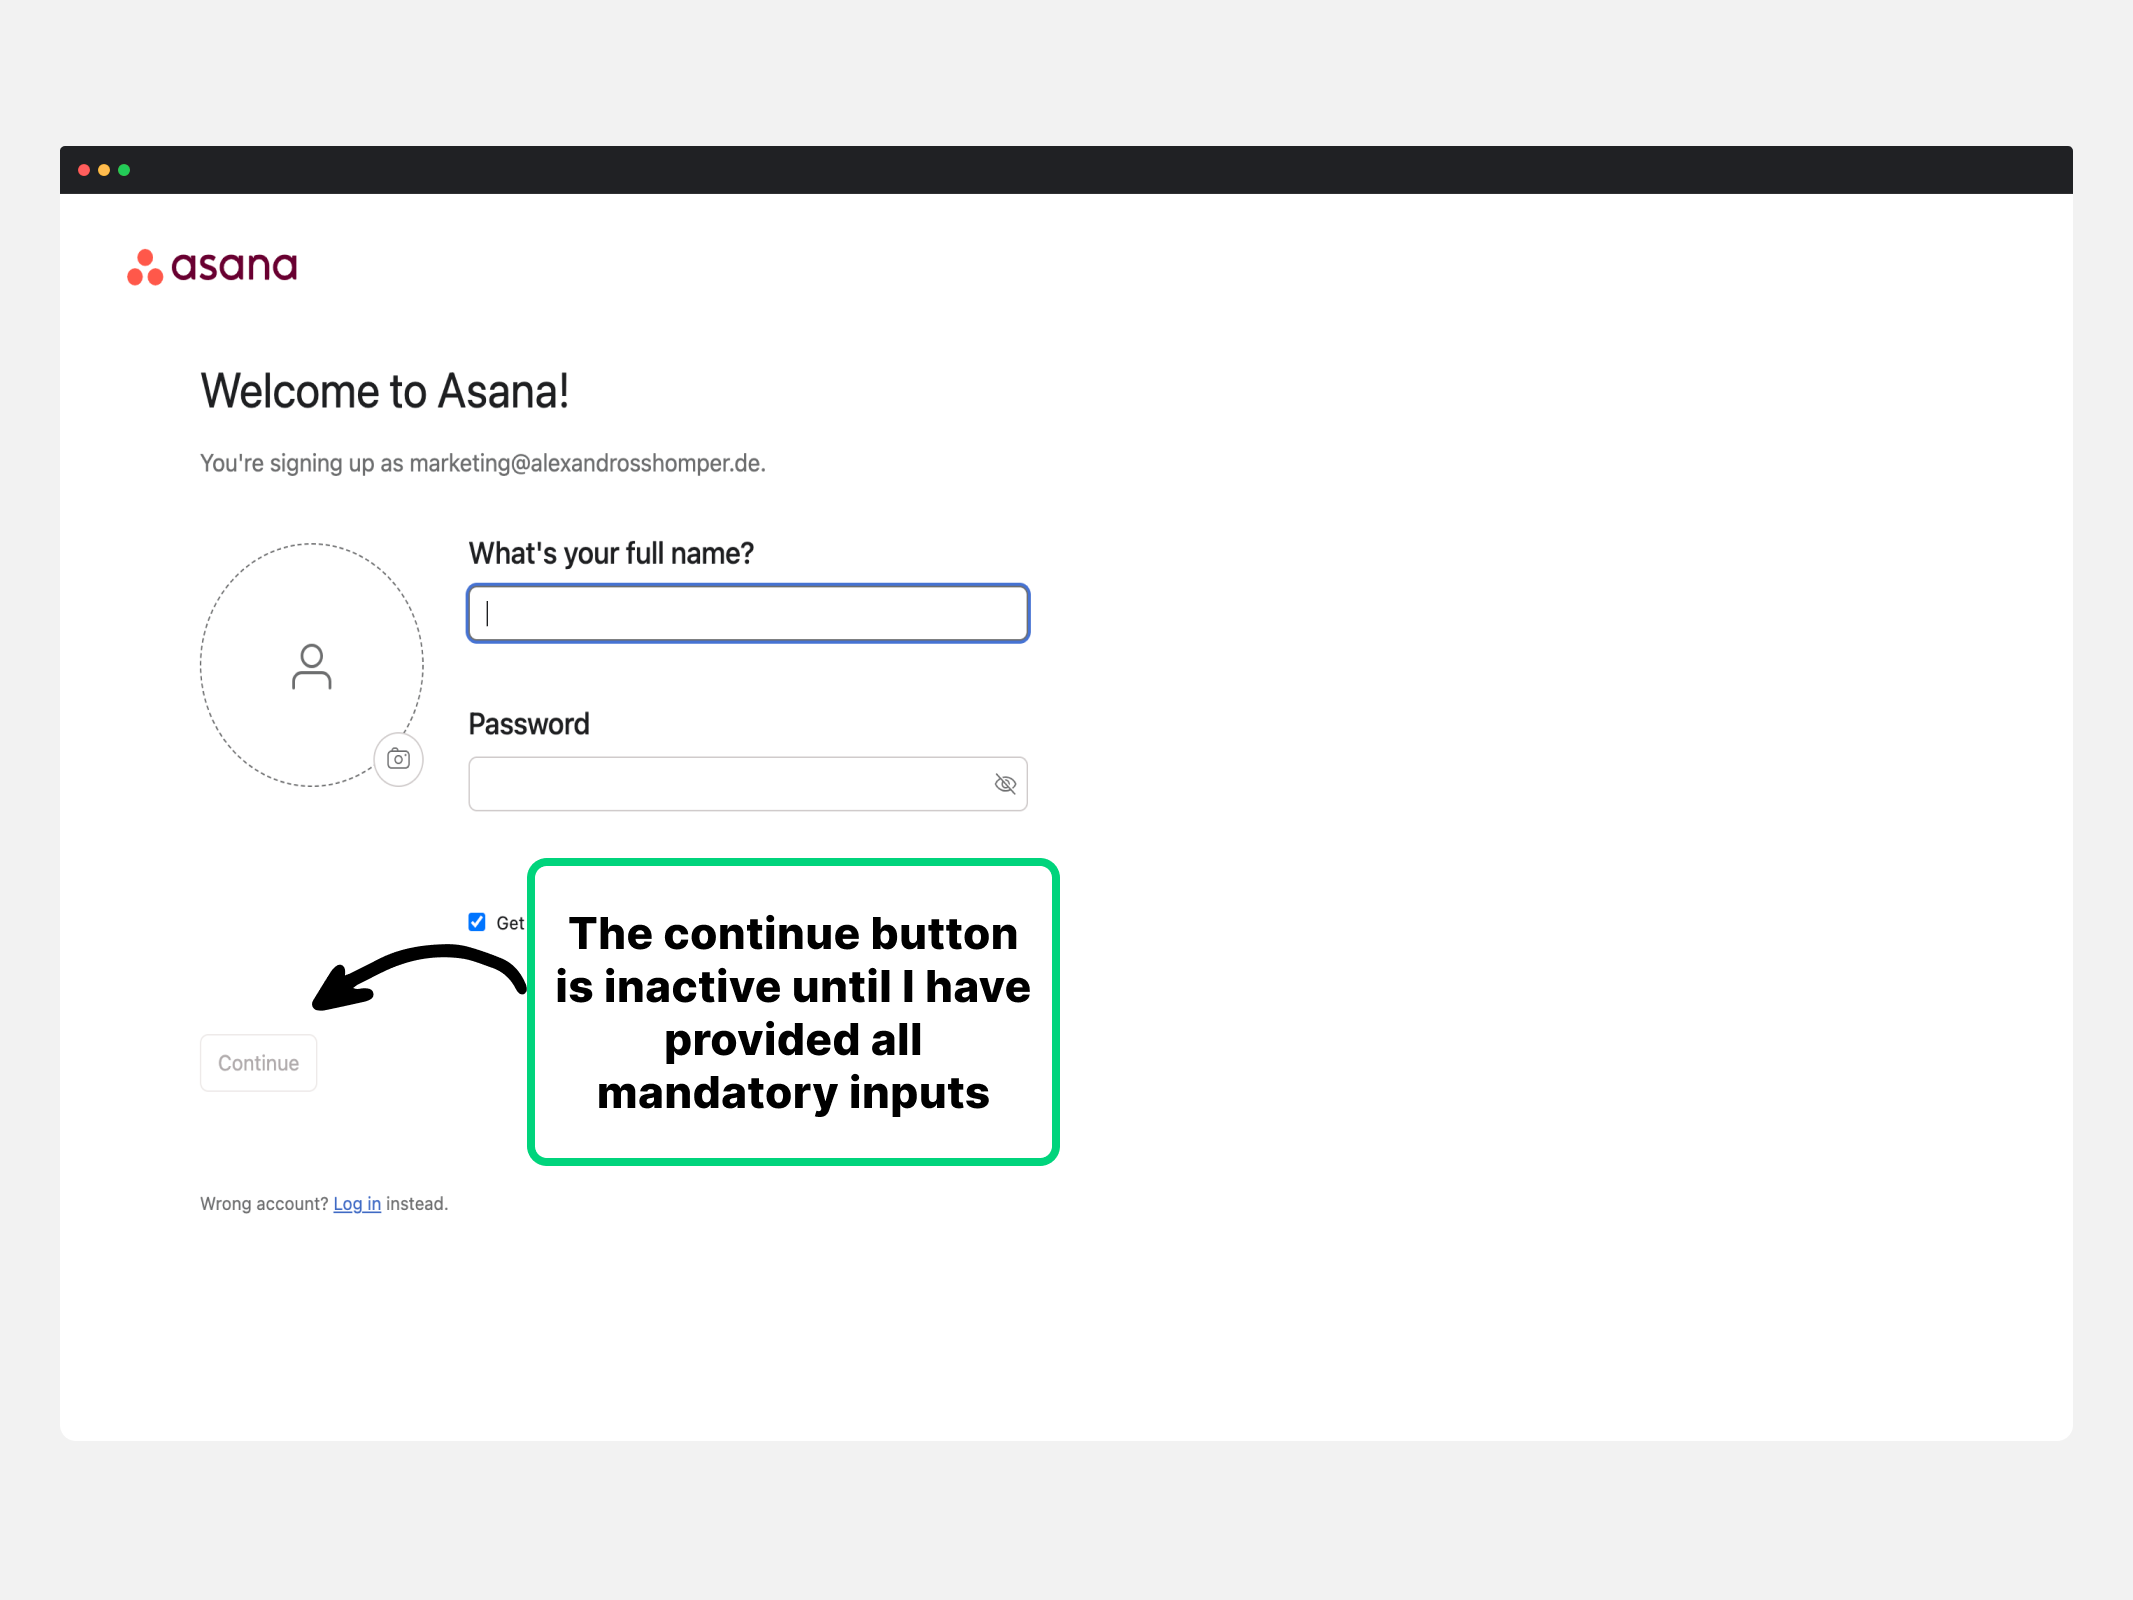 asana
Welcome to Asana!
You're signing up as marketing@alexandrosshomper.de.
What's your full name?
Password
Get
The continue button
is inactive until I have
provided all
mandatory inputs
Continue
Wrong account? Log in instead.